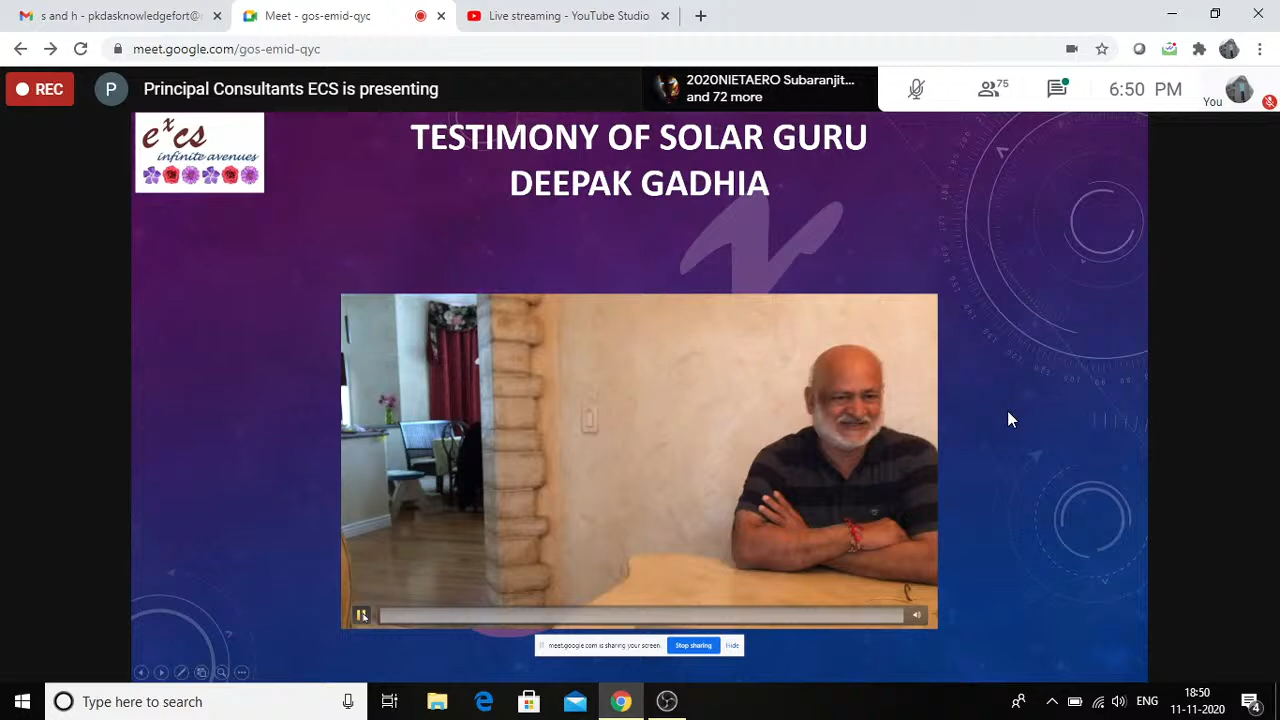 s and h - pkdasknowledgefort@
Meet - gos-emid-qyc
Live streaming - YouTube Studio
meet.google.com/gos-emid-qyc
REC
P
Principal Consultants ECS is presenting
2020NIETAERO Subaranjit...
and 72 more
75
6:50 PM
You
excs
infinite avenues
TESTIMONY OF SOLAR GURU
DEEPAK GADHIA
meet.google.com is sharing your screen.
Stop sharing
Hide
Type here to search
ENG
18:50
11-11-2020
4